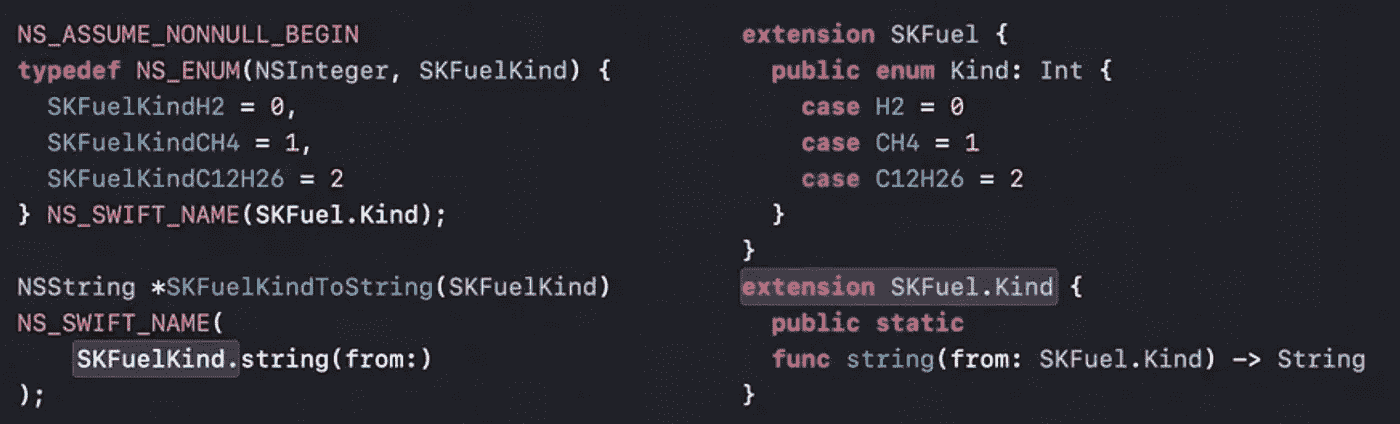 NS_ASSUME_NONNULL_BEGIN
typedef NS_ENUM(NSInteger, SKFuelKind) {
  SKFuelKindH2 = 0,
  SKFuelKindCH4 = 1,
  SKFuelKindC12H26 = 2
} NS_SWIFT_NAME(SKFuel.Kind);

NSString *SKFuelKindToString(SKFuelKind)
NS_SWIFT_NAME(
    SKFuelKind.string(from:)
);

extension SKFuel {
  public enum Kind: Int {
    case H2 = 0
    case CH4 = 1
    case C12H26 = 2
  }
}
extension SKFuel.Kind {
  public static
  func string(from: SKFuel.Kind) -> String
}